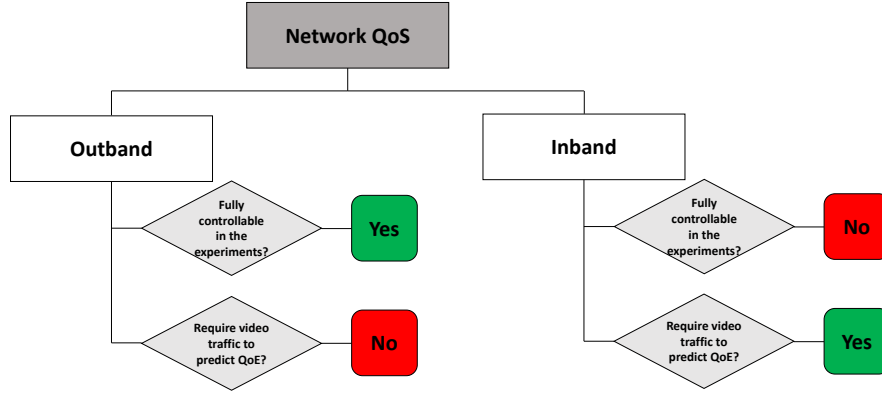 Network QoS
Outband
Fully
controllable
in the
experiments?
Yes
Require video
traffic to
predict QoE?
No
Inband
Fully
controllable
in the
experiments?
No
Require video
traffic to
predict QoE?
Yes